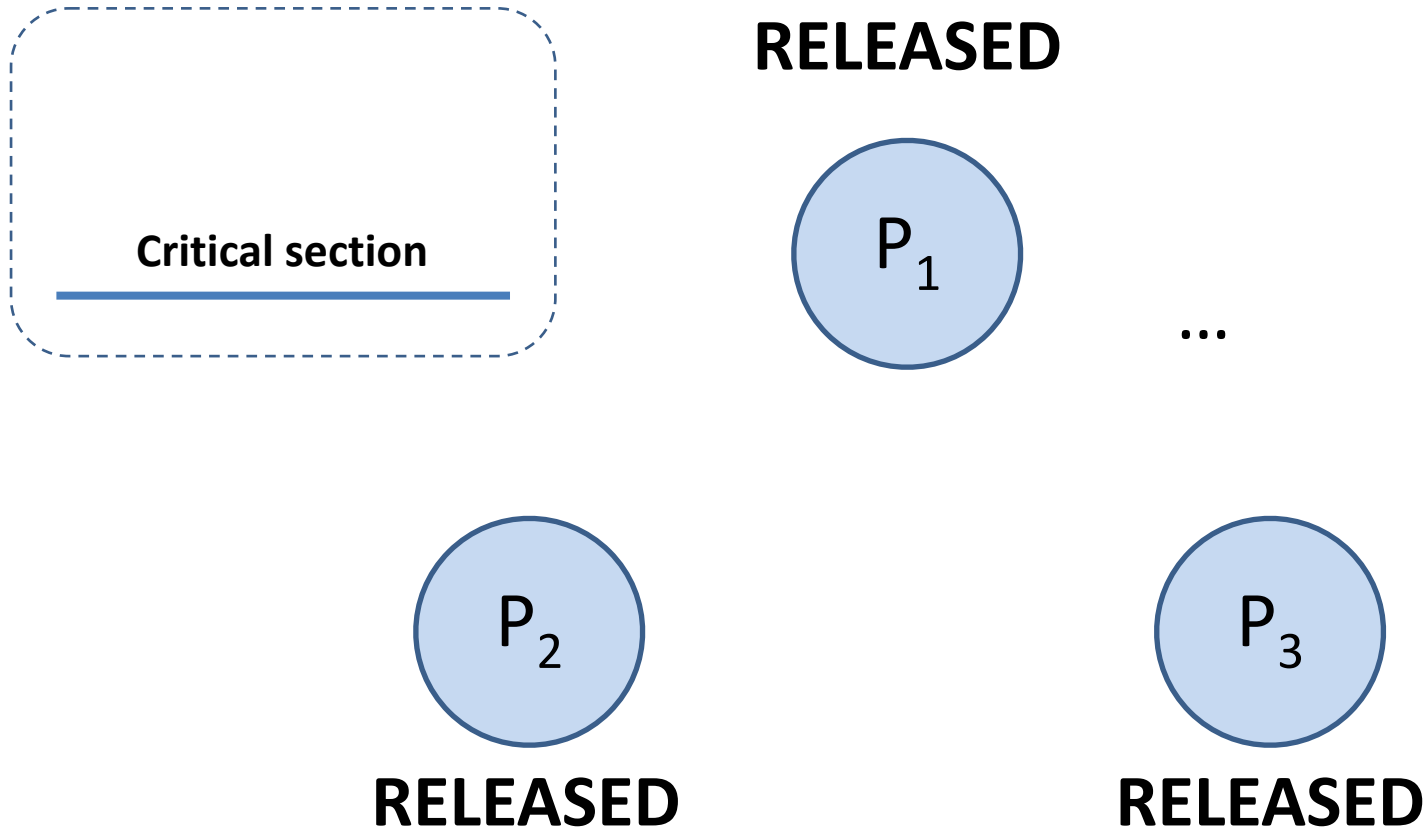 RELEASED
Critical section
P1
...
P2
P3
RELEASED
RELEASED